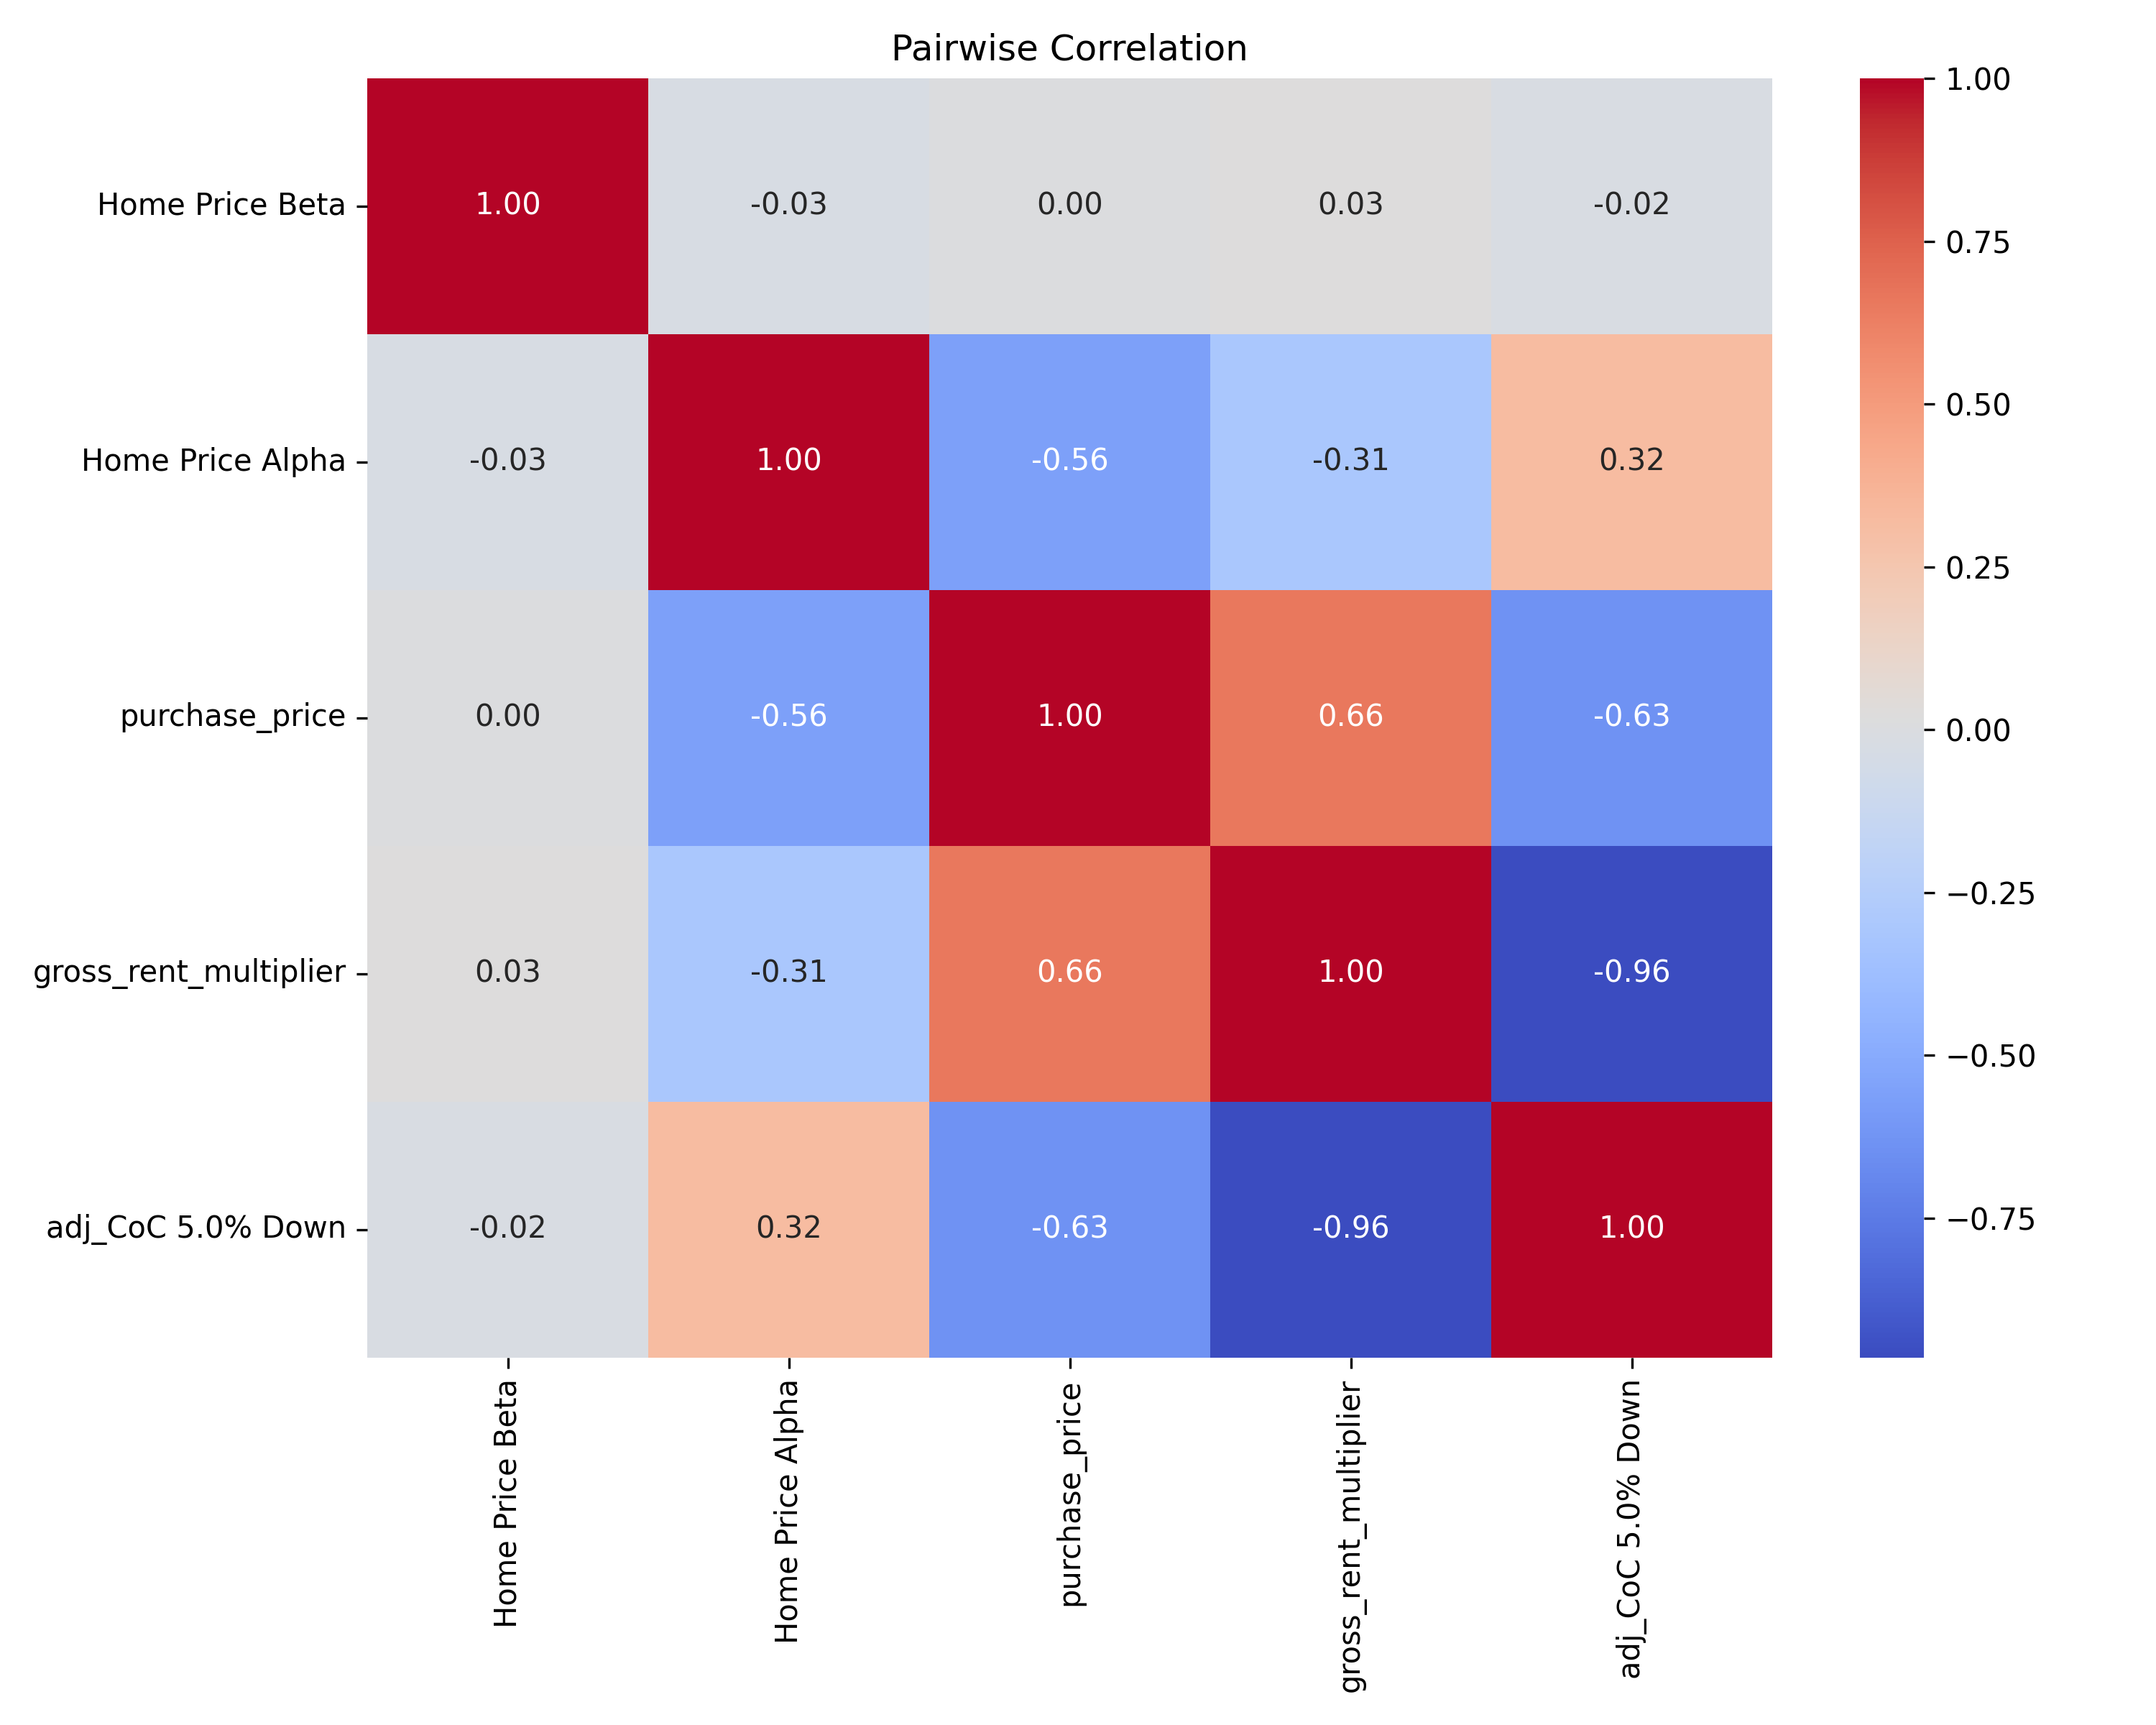 Pairwise Correlation
Home Price Beta 1.00 -0.03 0.00 0.03 -0.02
Home Price Alpha -0.03 1.00 -0.56 -0.31 0.32
purchase_price 0.00 -0.56 1.00 0.66 -0.63
gross_rent_multiplier 0.03 -0.31 0.66 1.00 -0.96
adj_CoC 5.0% Down -0.02 0.32 -0.63 -0.96 1.00
Home Price Beta
Home Price Alpha
purchase_price
gross_rent_multiplier
adj_CoC 5.0% Down
1.00
0.75
0.50
0.25
0.00
−0.25
−0.50
−0.75